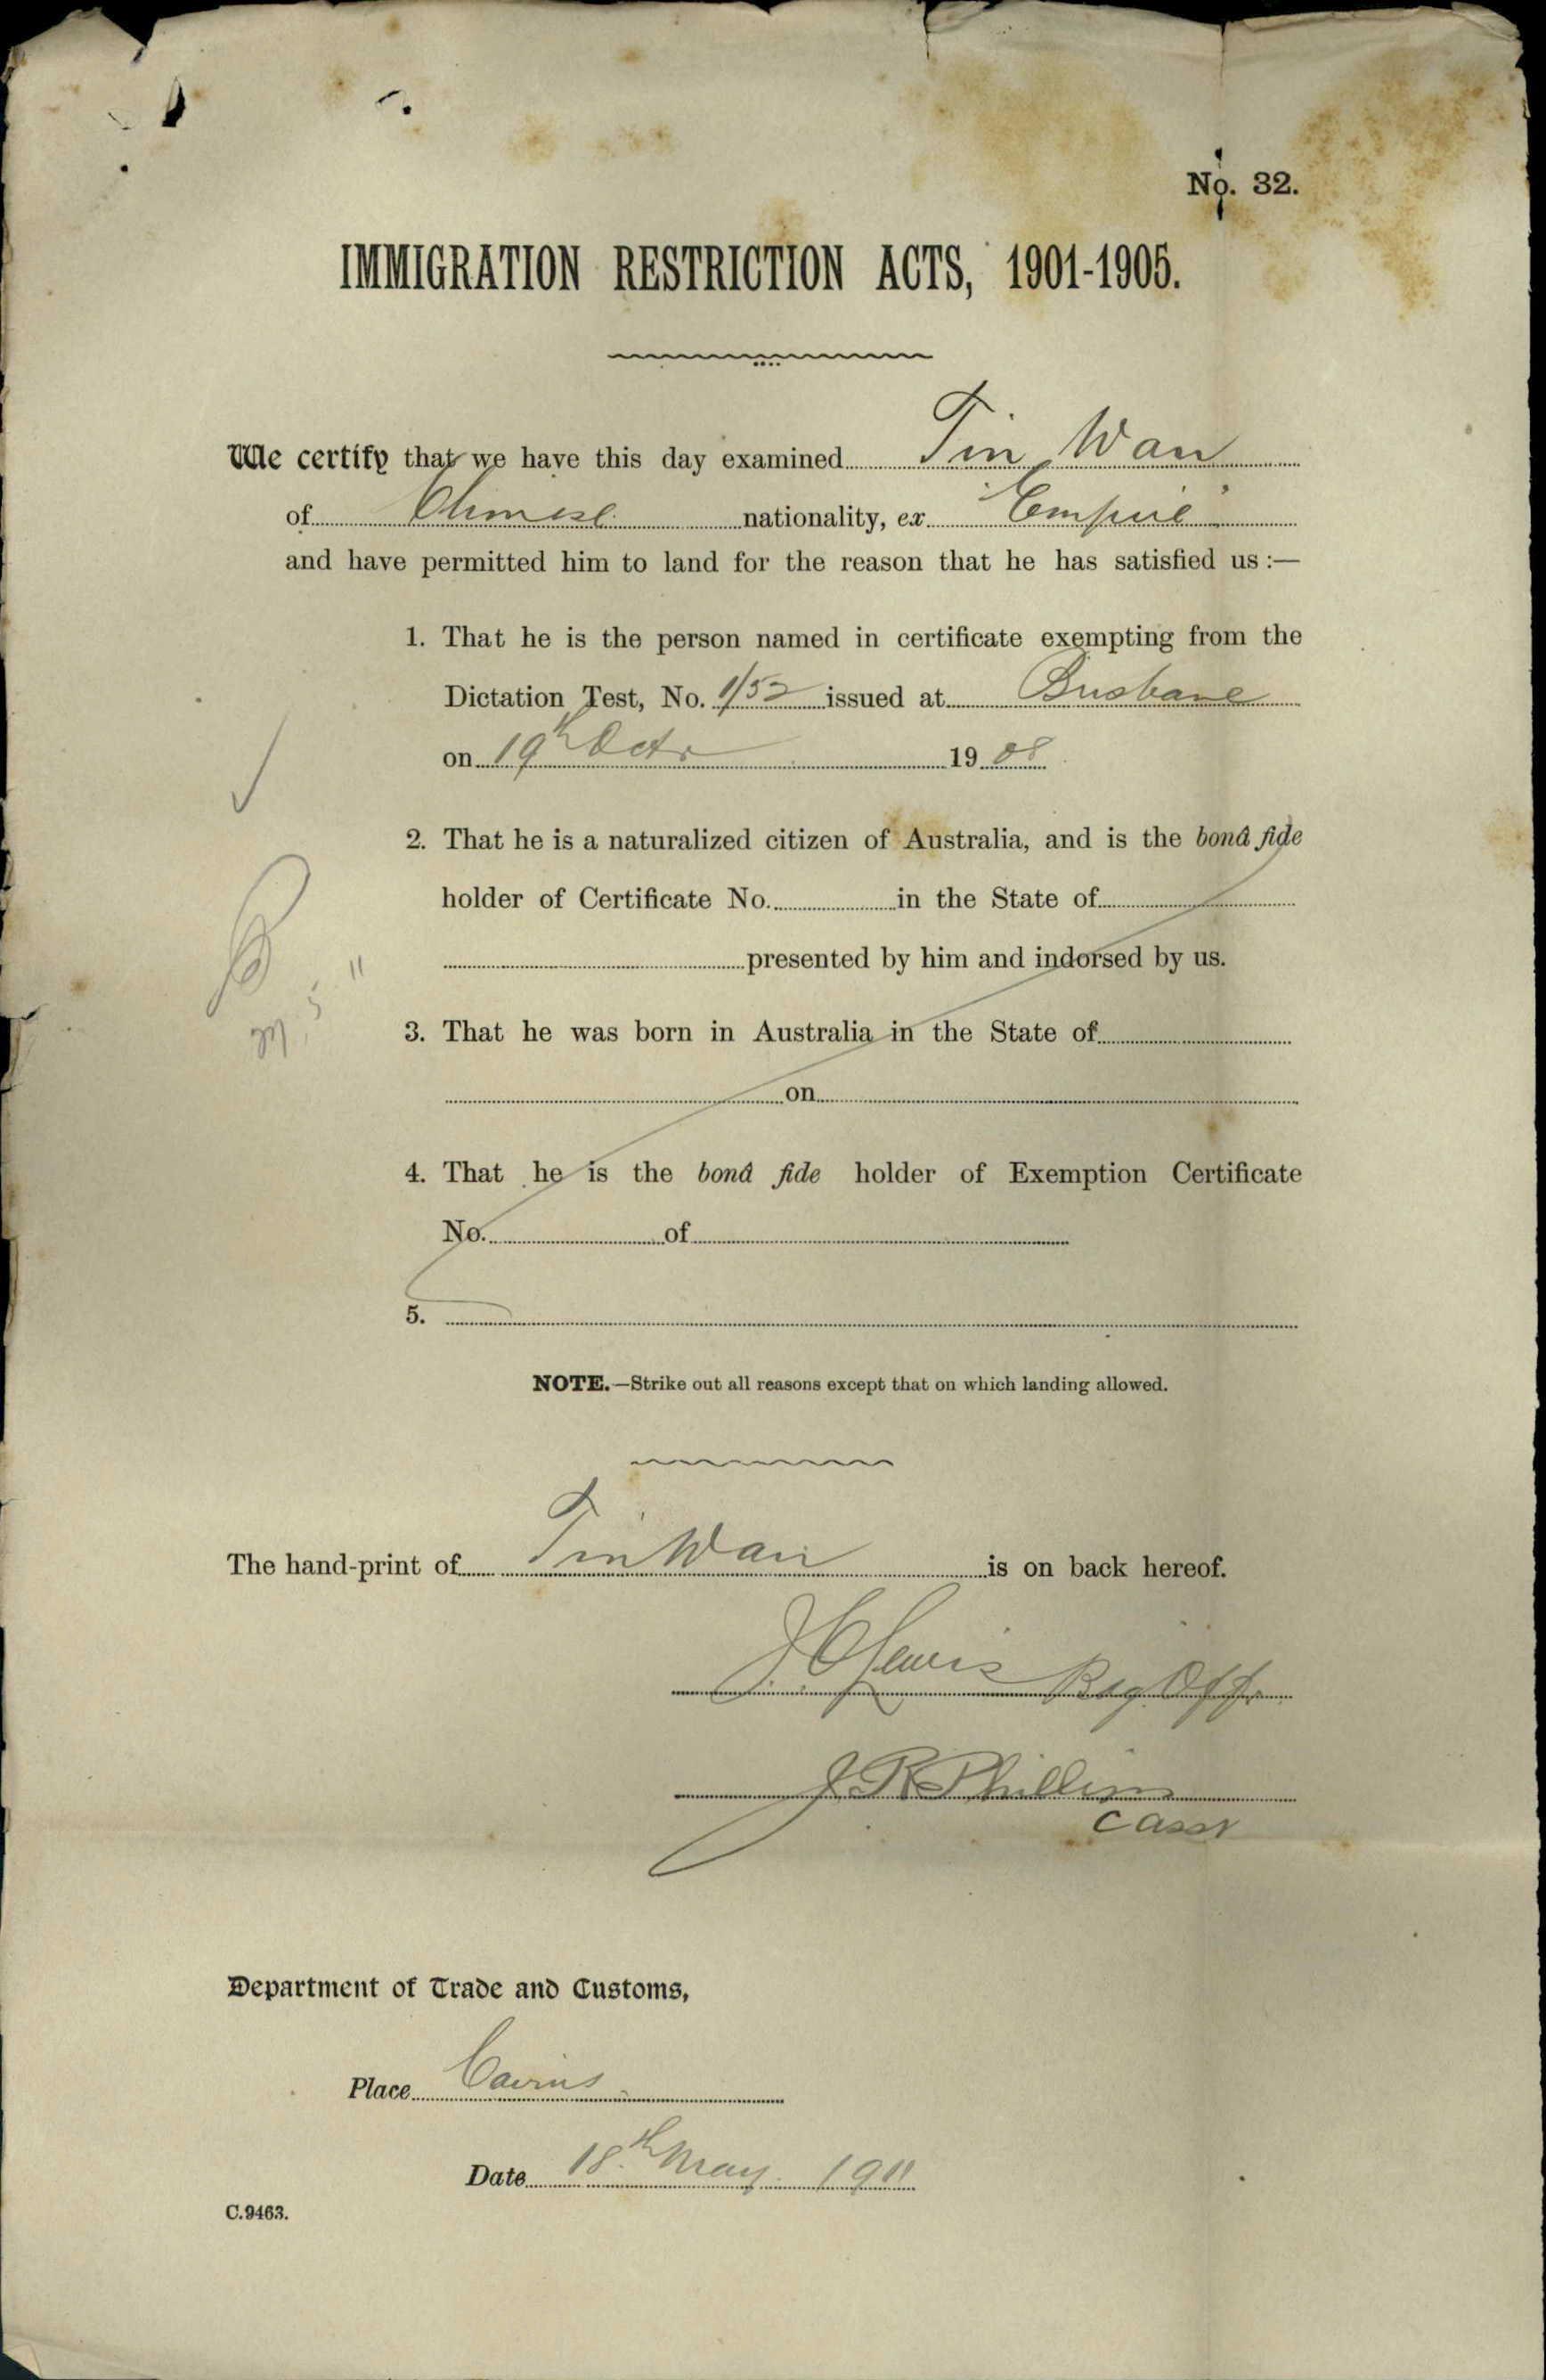 No. 32.
IMMIGRATION RESTRICTION ACTS, 1901-1905.
We certify that we have this day examined Tin Wan
of Chinese nationality, ex "Empire"
and have permitted him to land for the reason that he has satisfied us :—
1. That he is the person named in certificate exempting from the
Dictation Test, No. 1/52 issued at Brisbane
on 19th Octr 1908
2. That he is a naturalized citizen of Australia, and is the bonâ fide
holder of Certificate No. in the State of
presented by him and indorsed by us.
3. That he was born in Australia in the State of
on
4. That he is the bonâ fide holder of Exemption Certificate
No. of
5.
NOTE.—Strike out all reasons except that on which landing allowed.
The hand-print of Tin Wan is on back hereof.
J C Lewis Bdg. Off.
J R Phillips
C Asst
Department of Trade and Customs,
Place Cairns
Date 18th May 1911
C.9463.